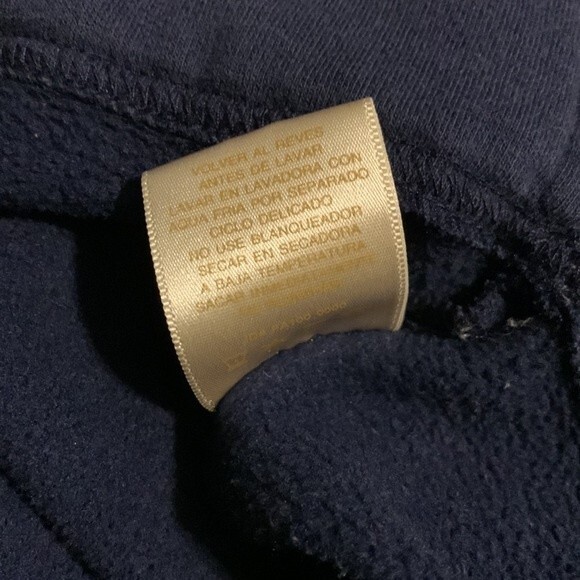 VOLVER AL REVES
ANTES DE LAVAR
LAVAR EN LAVADORA CON
AGUA FRIA POR SEPARADO
CICLO DELICADO
NO USE BLANQUEADOR
SECAR EN SECADORA
A BAJA TEMPERATURA
SACAR